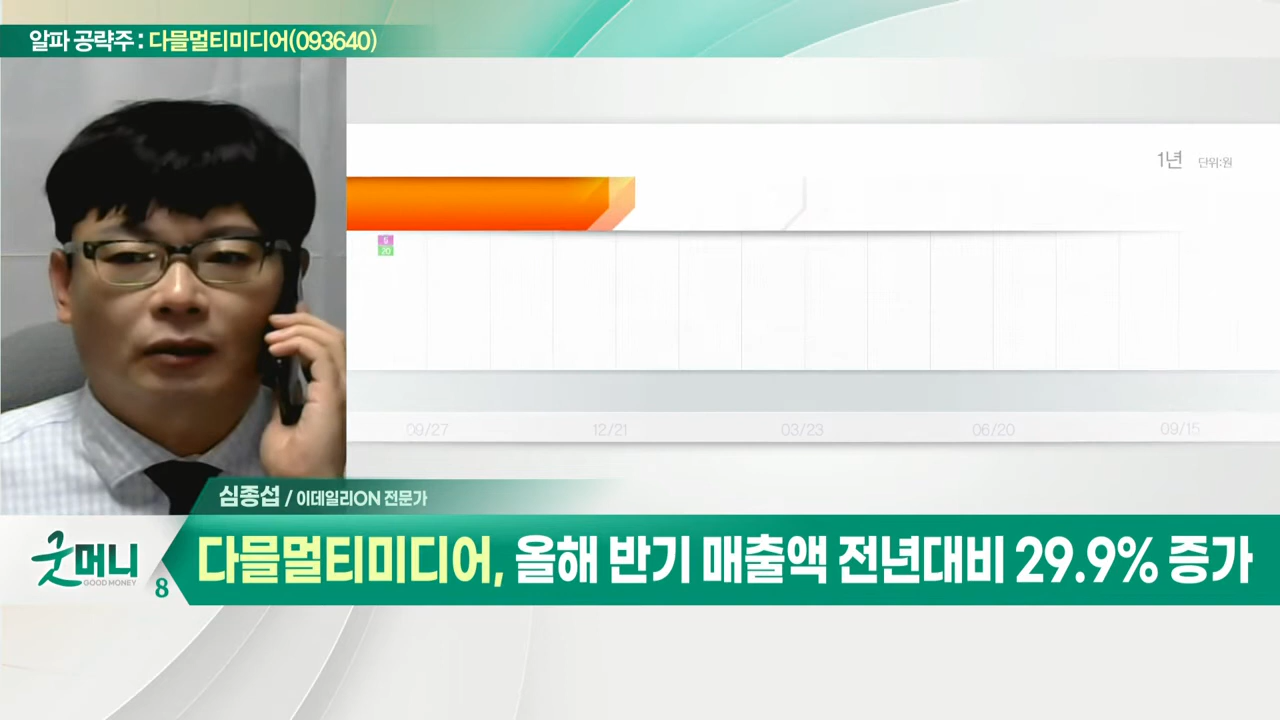 알파 공략주 : 다믈멀티미디어(093640)
1년 단위:원
5
20
09/27 12/21 03/23 06/20 09/15
심종섭 / 이데일리ON 전문가
굿머니
GOOD MONEY
8
다믈멀티미디어, 올해 반기 매출액 전년대비 29.9% 증가